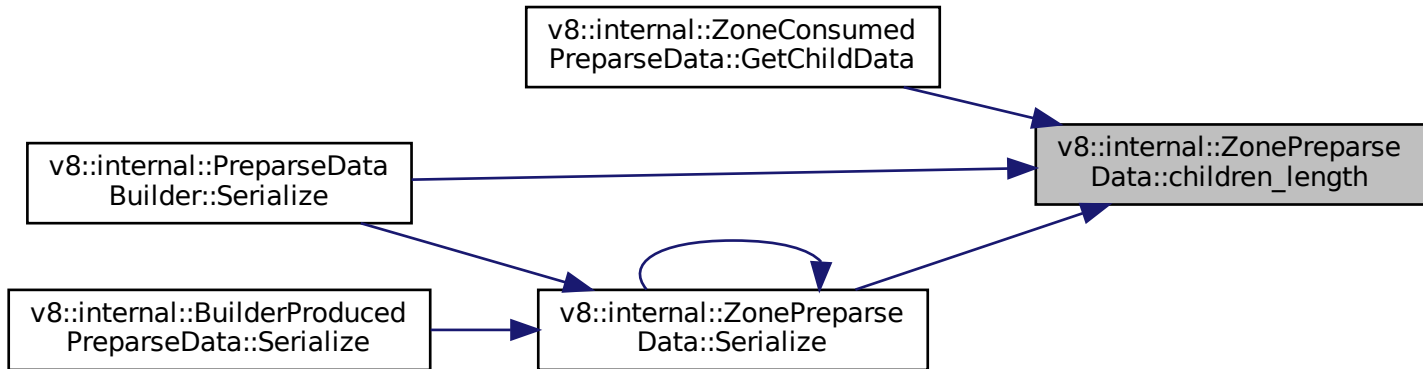 v8::internal::ZoneConsumed
PreparseData::GetChildData
v8::internal::ZonePreparse
Data::children_length
v8::internal::PreparseData
Builder::Serialize
v8::internal::BuilderProduced
PreparseData::Serialize
v8::internal::ZonePreparse
Data::Serialize